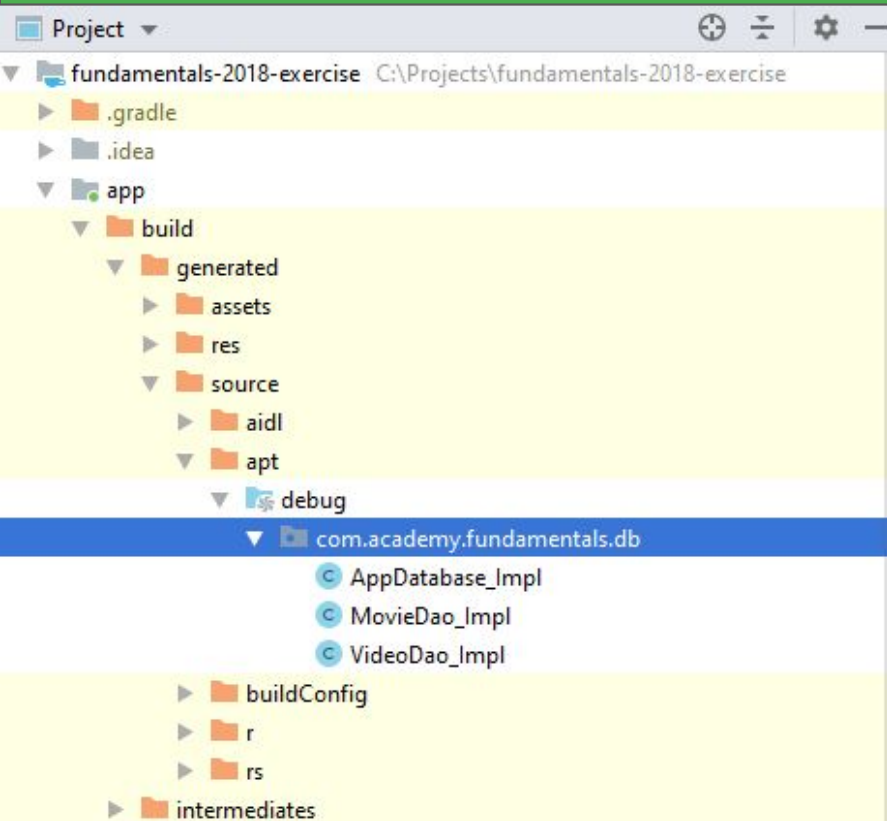 Project
fundamentals-2018-exercise C:\Projects\fundamentals-2018-exercise
.gradle
.idea
app
build
generated
assets
res
source
aidl
apt
debug
com.academy.fundamentals.db
AppDatabase_Impl
MovieDao_Impl
VideoDao_Impl
buildConfig
r
rs
intermediates